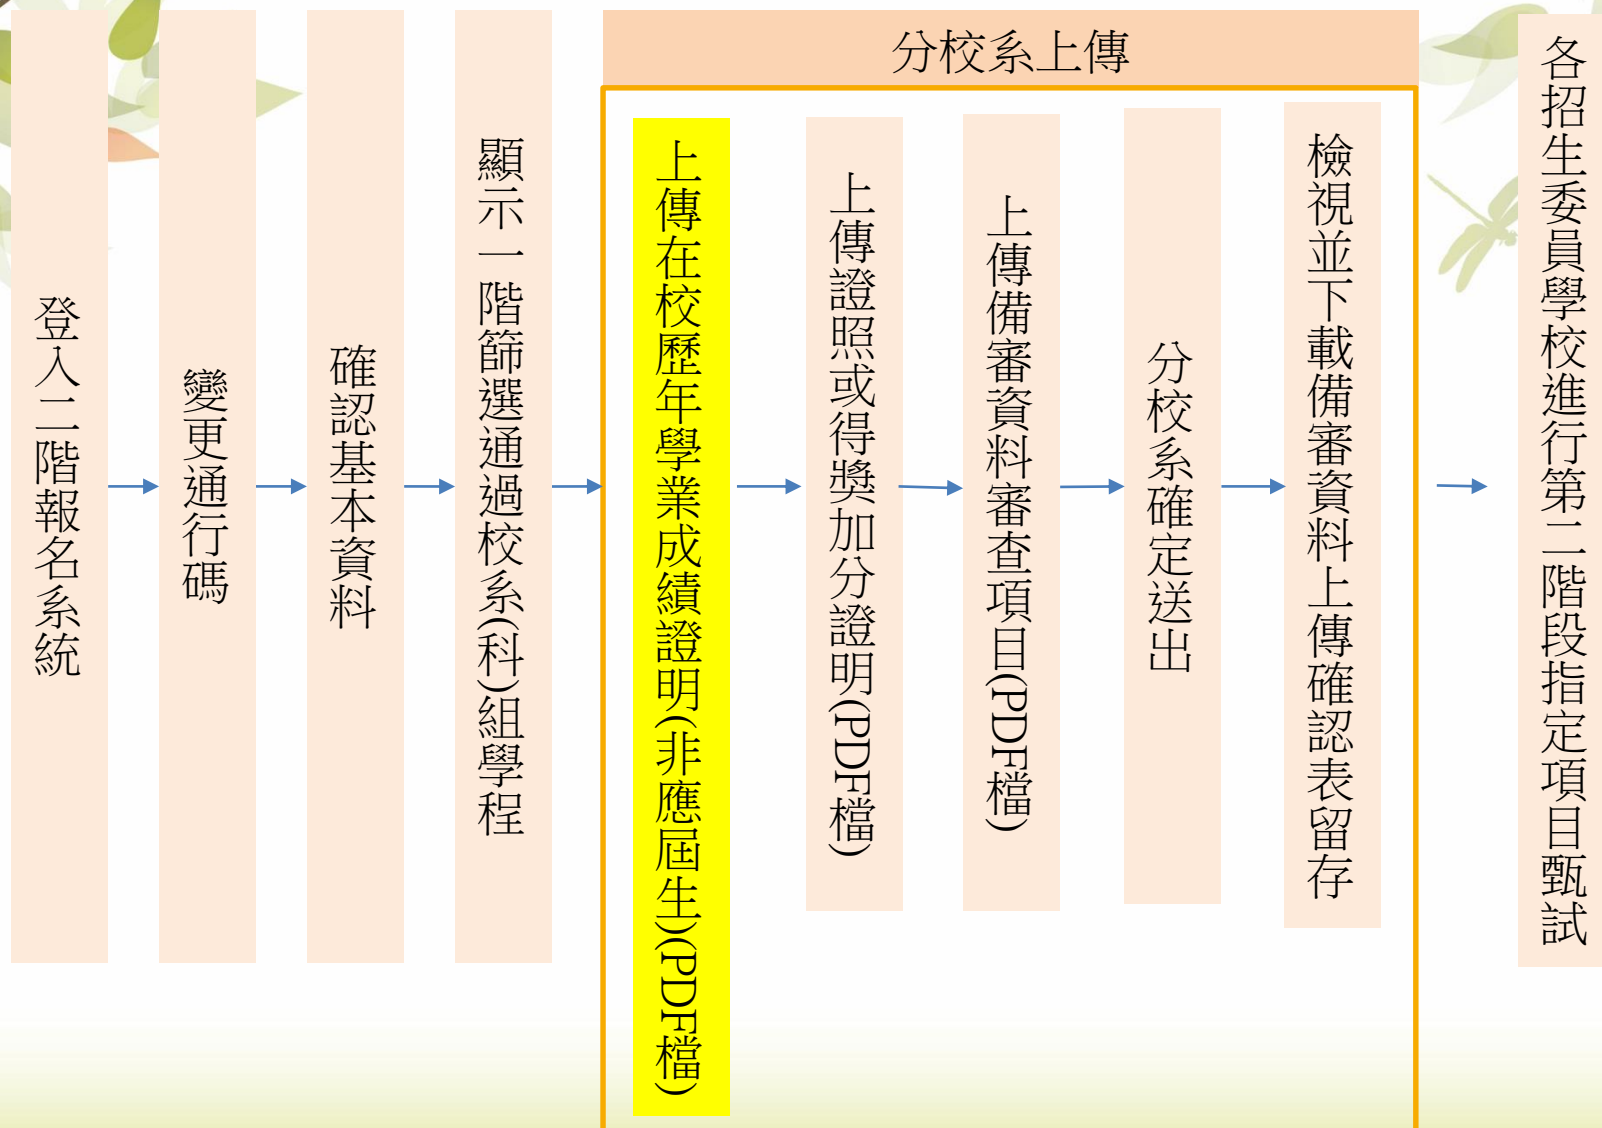 登入二階報名系統
變更通行碼
確認基本資料
顯示一階篩選通過校系(科)組學程
分校系上傳
上傳在校歷年學業成績證明(非應屆生)(PDF檔)
上傳證照或得獎加分證明(PDF檔)
上傳備審資料審查項目(PDF檔)
分校系確定送出
檢視並下載備審資料上傳確認表留存
各招生委員學校進行第二階段指定項目甄試